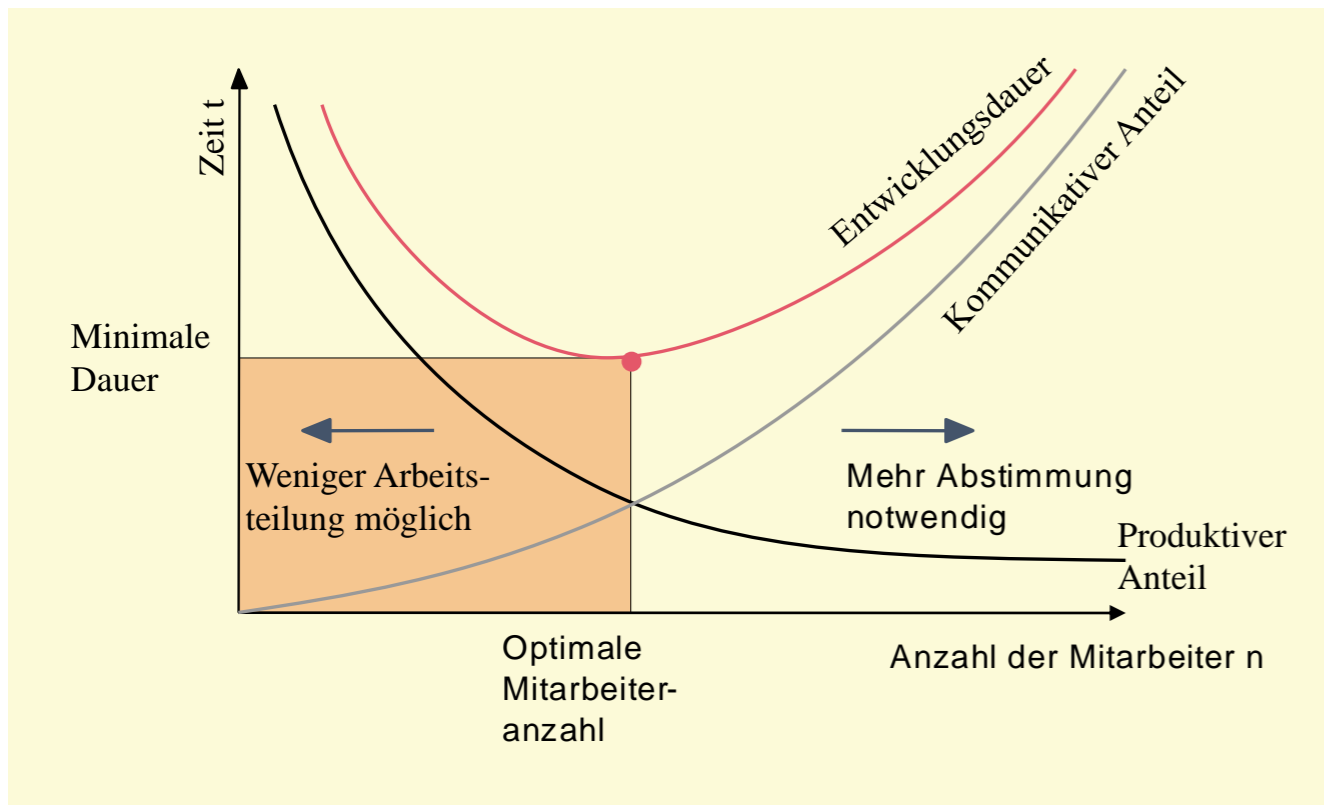 Zeit t
Entwicklungsdauer
Kommunikativer Anteil
Minimale
Dauer
Weniger Arbeits-
teilung möglich
Mehr Abstimmung
notwendig
Produktiver
Anteil
Optimale
Mitarbeiter-
anzahl
Anzahl der Mitarbeiter n